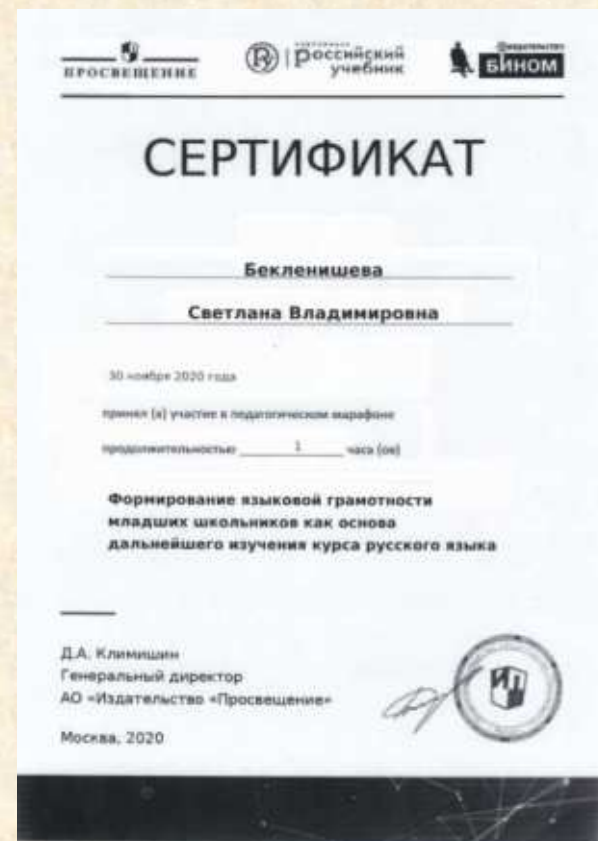 ПРОСВЕЩЕНИЕ
российский
учебник
БИНОМ
СЕРТИФИКАТ
Бекленишева
Светлана Владимировна
30 ноября 2020 года
принял (а) участие в педагогическом марафоне
продолжительностью 1 часа (ов)
Формирование языковой грамотности
младших школьников как основа
дальнейшего изучения курса русского языка
Д.А. Климишин
Генеральный директор
АО «Издательство «Просвещение»
Москва, 2020